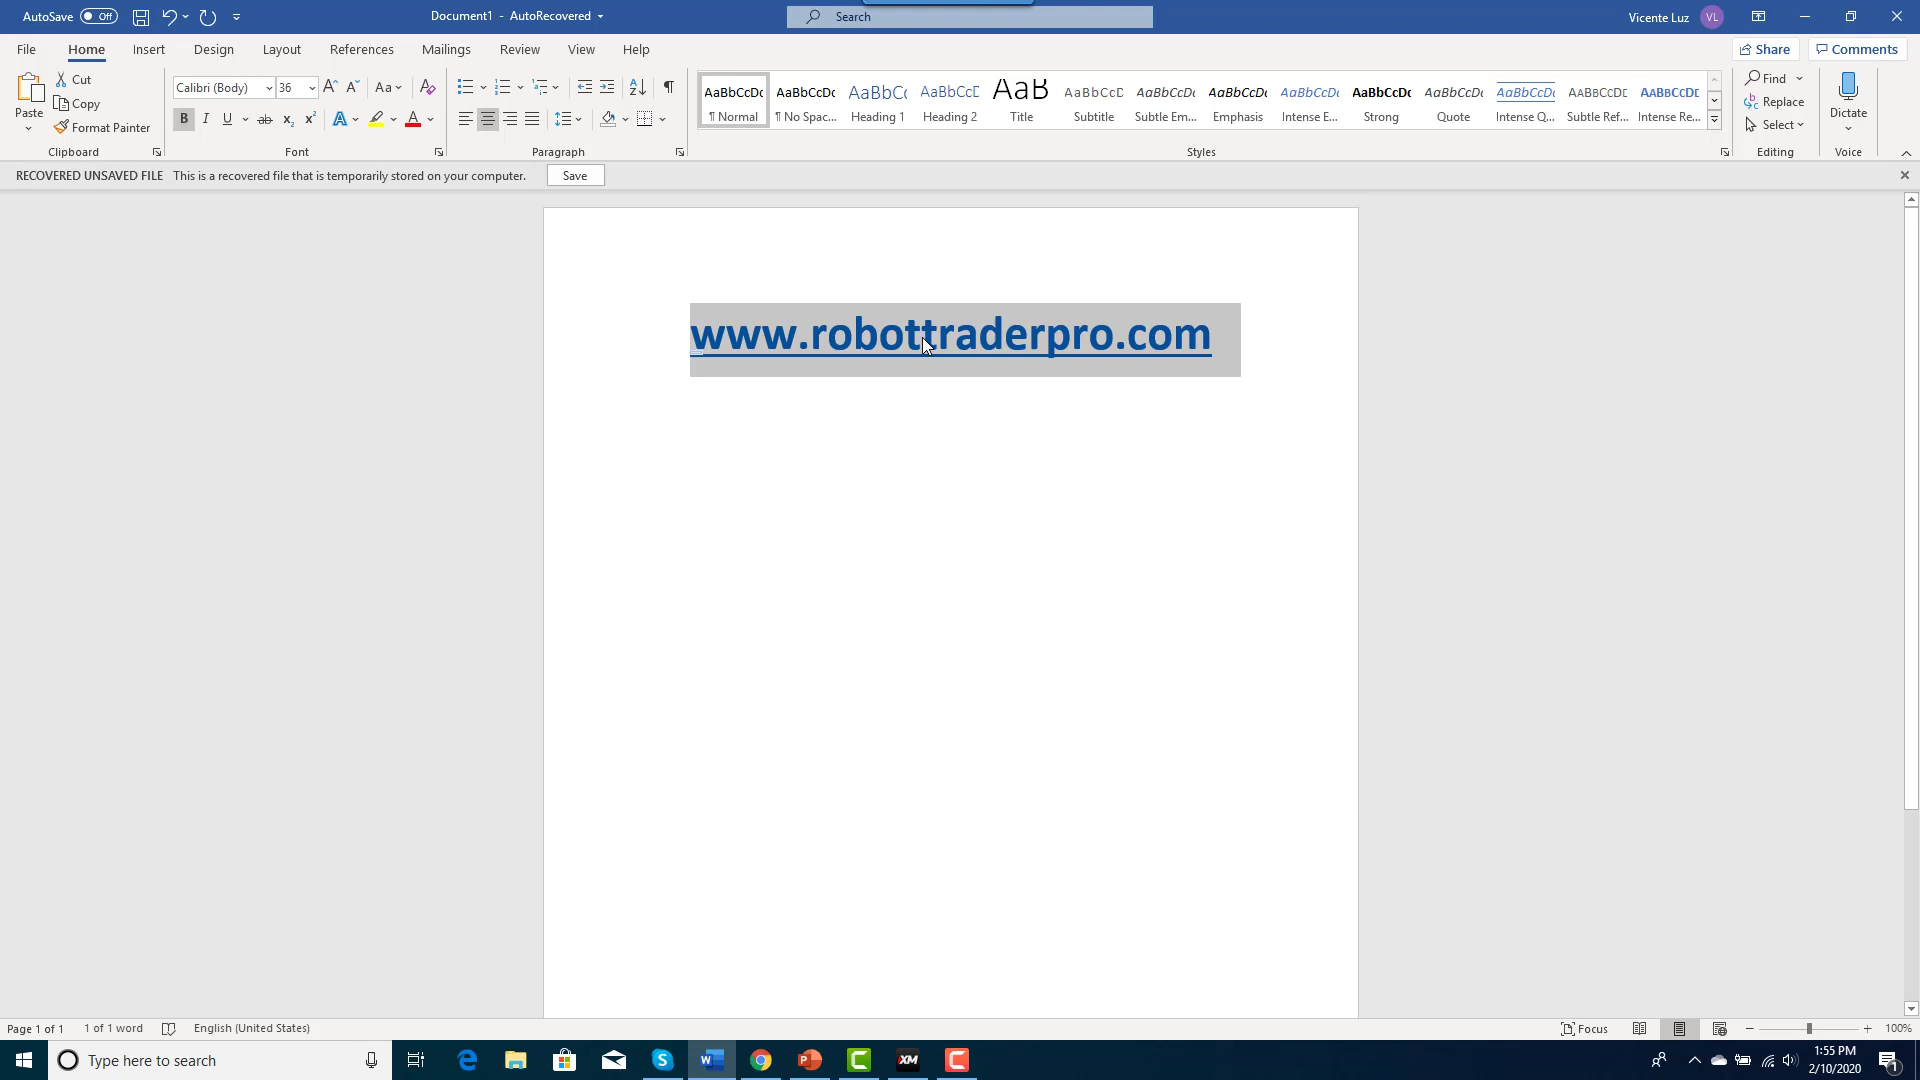 AutoSave Off Document1 - AutoRecovered Search Vicente Luz VL
File Home Insert Design Layout References Mailings Review View Help Share Comments
Paste Cut Copy Format Painter Clipboard
Calibri (Body) 36 Font
Paragraph
AaBbCcDc AaBbCcDc AaBbCc AaBbCcD AaB AaBbCcD AaBbCcDc AaBbCcDc AaBbCcDc AaBbCcDc AaBbCcDc AaBbCcDc AaBbCcDd AaBbCcDd
¶ Normal ¶ No Spac... Heading 1 Heading 2 Title Subtitle Subtle Em... Emphasis Intense E... Strong Quote Intense Q... Subtle Ref... Intense Re...
Styles
Find Replace Select Editing
Dictate Voice
RECOVERED UNSAVED FILE This is a recovered file that is temporarily stored on your computer. Save
www.robottraderpro.com
Page 1 of 1 1 of 1 word English (United States) Focus 100%
Type here to search XM 1:55 PM
2/10/2020 1